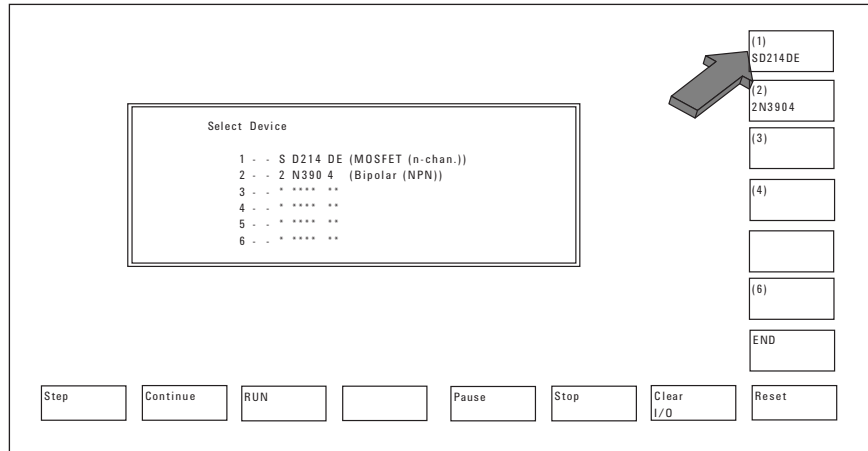 Select Device
1 - - S D214 DE (MOSFET (n-chan.))
2 - - 2 N390 4 (Bipolar (NPN))
3 - - * **** **
4 - - * **** **
5 - - * **** **
6 - - * **** **
(1)
SD214DE
(2)
2N3904
(3)
(4)
(6)
END
Step
Continue
RUN
Pause
Stop
Clear
I/O
Reset